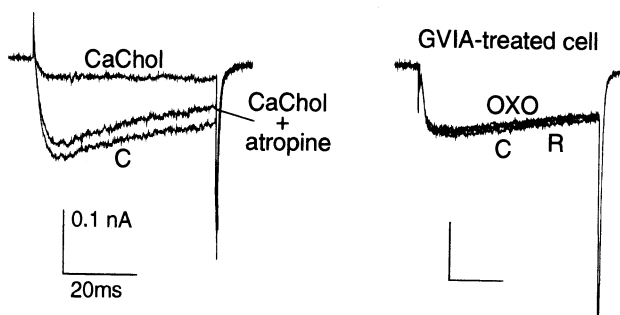 CaChol
CaChol
+
atropine
C
0.1 nA
20ms
GVIA-treated cell
OXO
C R